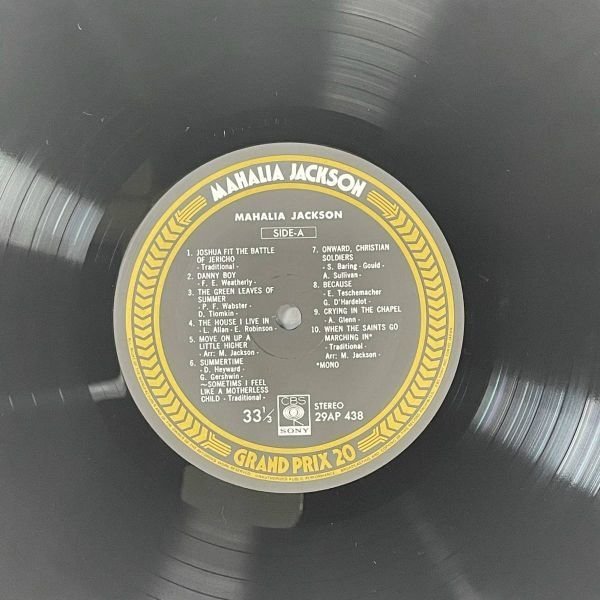 MAHALIA JACKSON
MAHALIA JACKSON
SIDE-A
1. JOSHUA FIT THE BATTLE
OF JERICHO
- Traditional -
2. DANNY BOY
- F. E. Weatherly -
3. THE GREEN LEAVES OF
SUMMER
- P. F. Wabster -
D. Tiomkin -
4. THE HOUSE I LIVE IN
- L. Allan - E. Robinson -
5. MOVE ON UP A
LITTLE HIGHER
- Arr: M. Jackson -
6. SUMMERTIME
- D. Heyward -
G. Gershwin -
~SOMETIMS I FEEL
LIKE A MOTHERLESS
CHILD - Traditional -
7. ONWARD, CHRISTIAN
SOLDIERS
- S. Baring - Gould -
A. Sullivan -
8. BECAUSE
- E. Teschemacher
G. D'Hardelot -
9. CRYING IN THE CHAPEL
- A. Glenn -
10. WHEN THE SAINTS GO
MARCHING IN*
- Traditional -
- Arr: M. Jackson -
*MONO
33 1/3
CBS
SONY
STEREO
29AP 438
GRAND PRIX 20